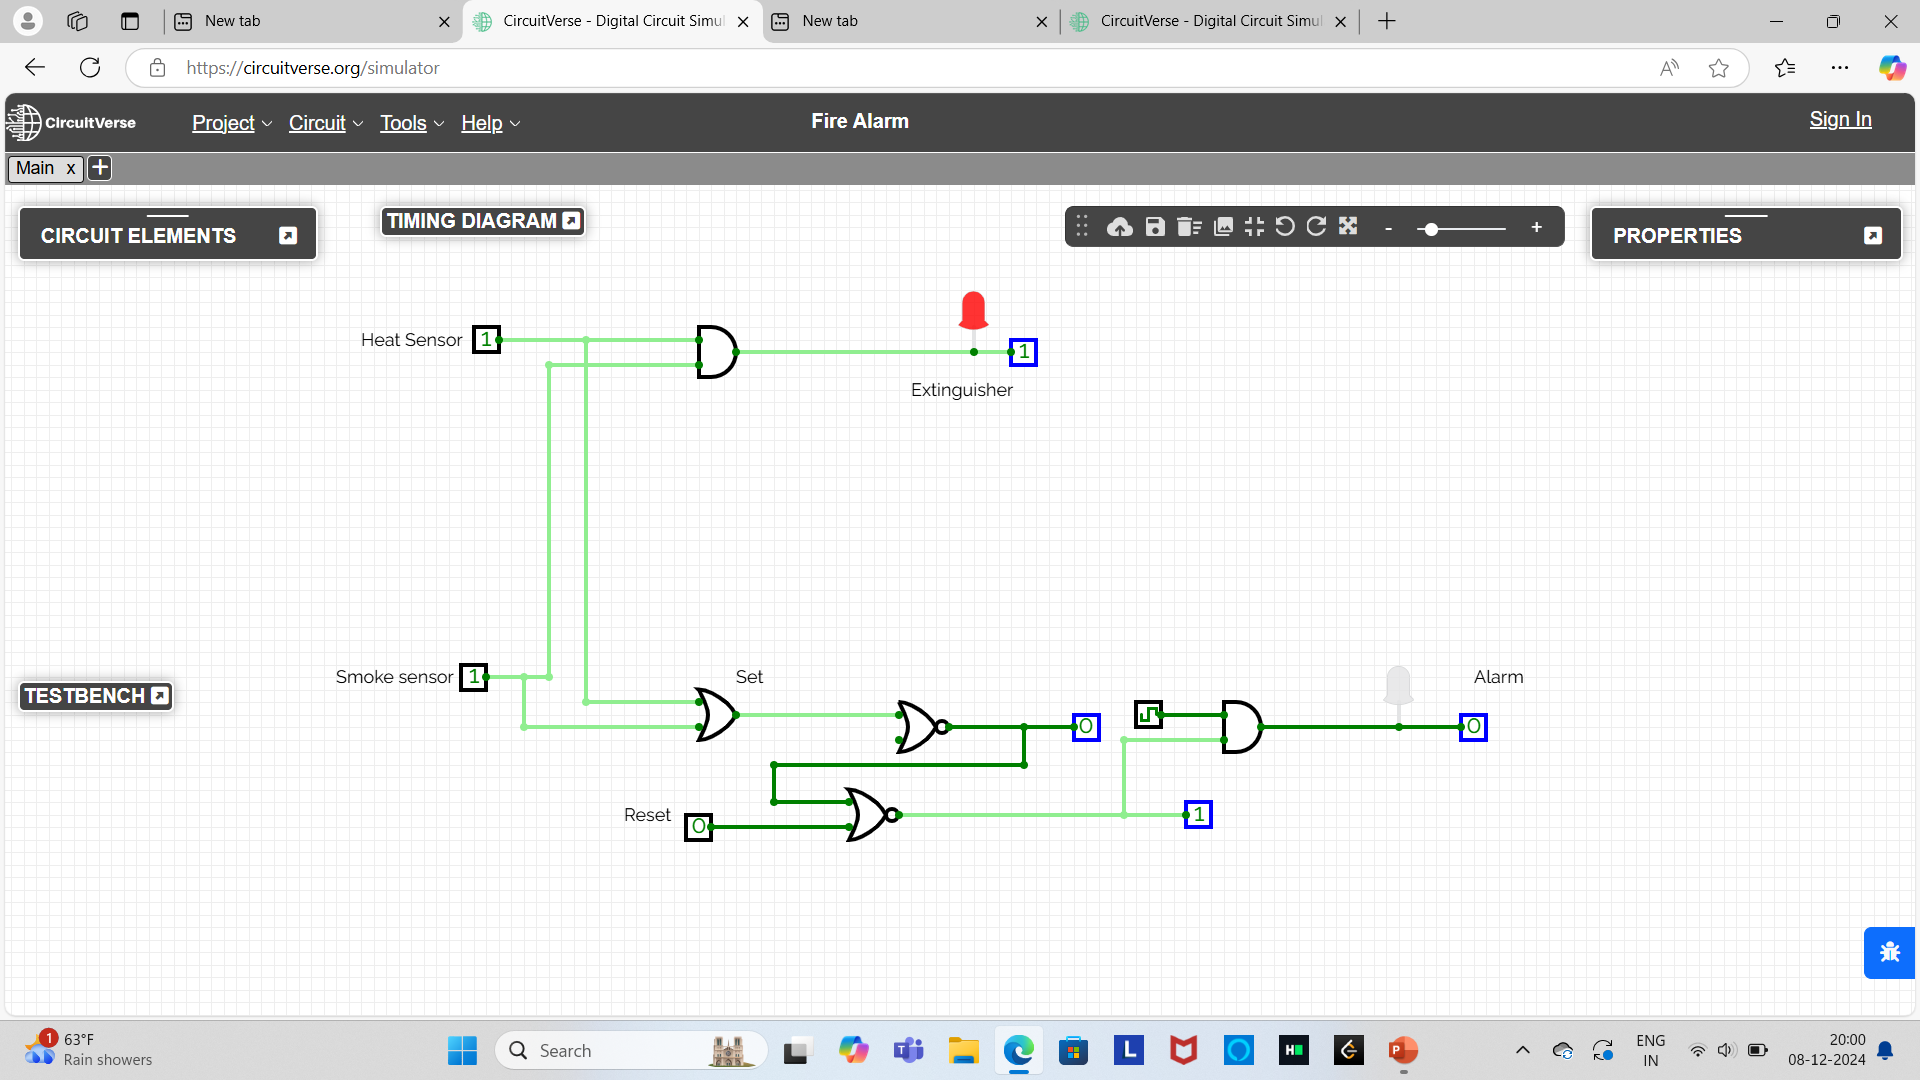 New tab
CircuitVerse - Digital Circuit Simul
New tab
CircuitVerse - Digital Circuit Simul
https://circuitverse.org/simulator
CircuitVerse
Project
Circuit
Tools
Help
Fire Alarm
Sign In
Main x
CIRCUIT ELEMENTS
TIMING DIAGRAM
- +
PROPERTIES
Heat Sensor 1
1
Extinguisher
Smoke sensor 1
Set
Alarm
TESTBENCH
0
0
Reset 0
1
1
63°F
Rain showers
Search
L
P
ENG
IN
20:00
08-12-2024